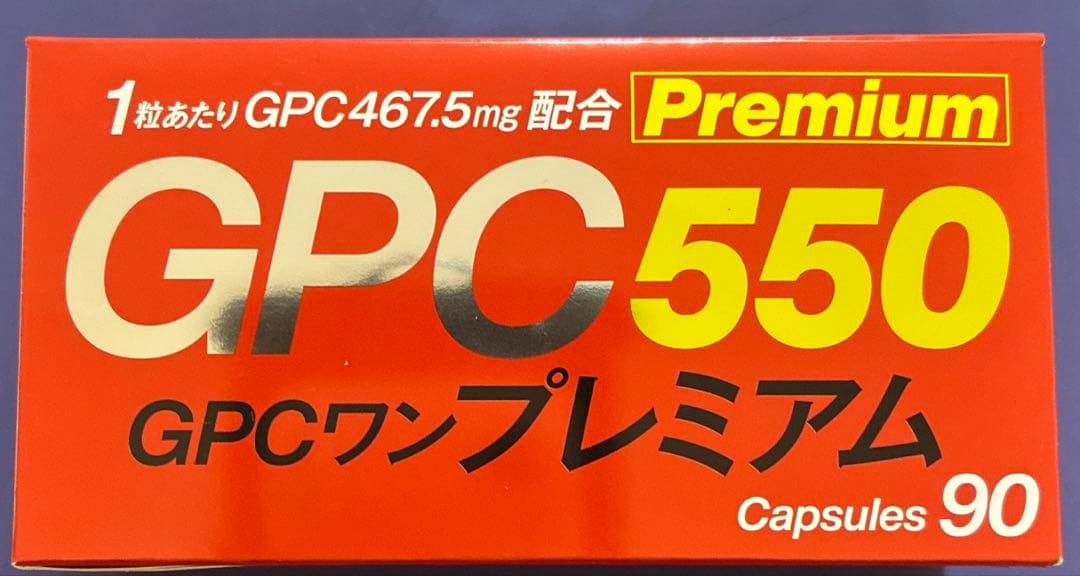 1粒あたりGPC467.5mg配合 Premium
GPC550
GPCワンプレミアム
Capsules 90